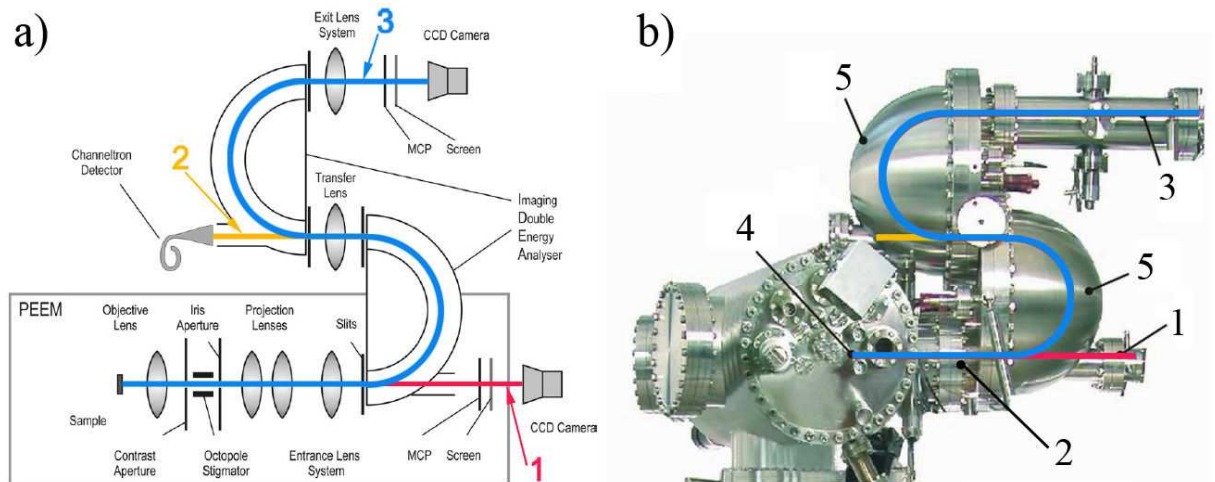 a)
Exit Lens
System
3
CCD Camera
MCP
Screen
Channeltron
Detector
2
Transfer
Lens
Imaging
Double
Energy
Analyser
PEEM
Objective
Lens
Iris
Aperture
Projection
Lenses
Slits
Sample
Contrast
Aperture
Octopole
Stigmator
Entrance Lens
System
MCP
Screen
1
CCD Camera
b)
5
3
4
5
1
2